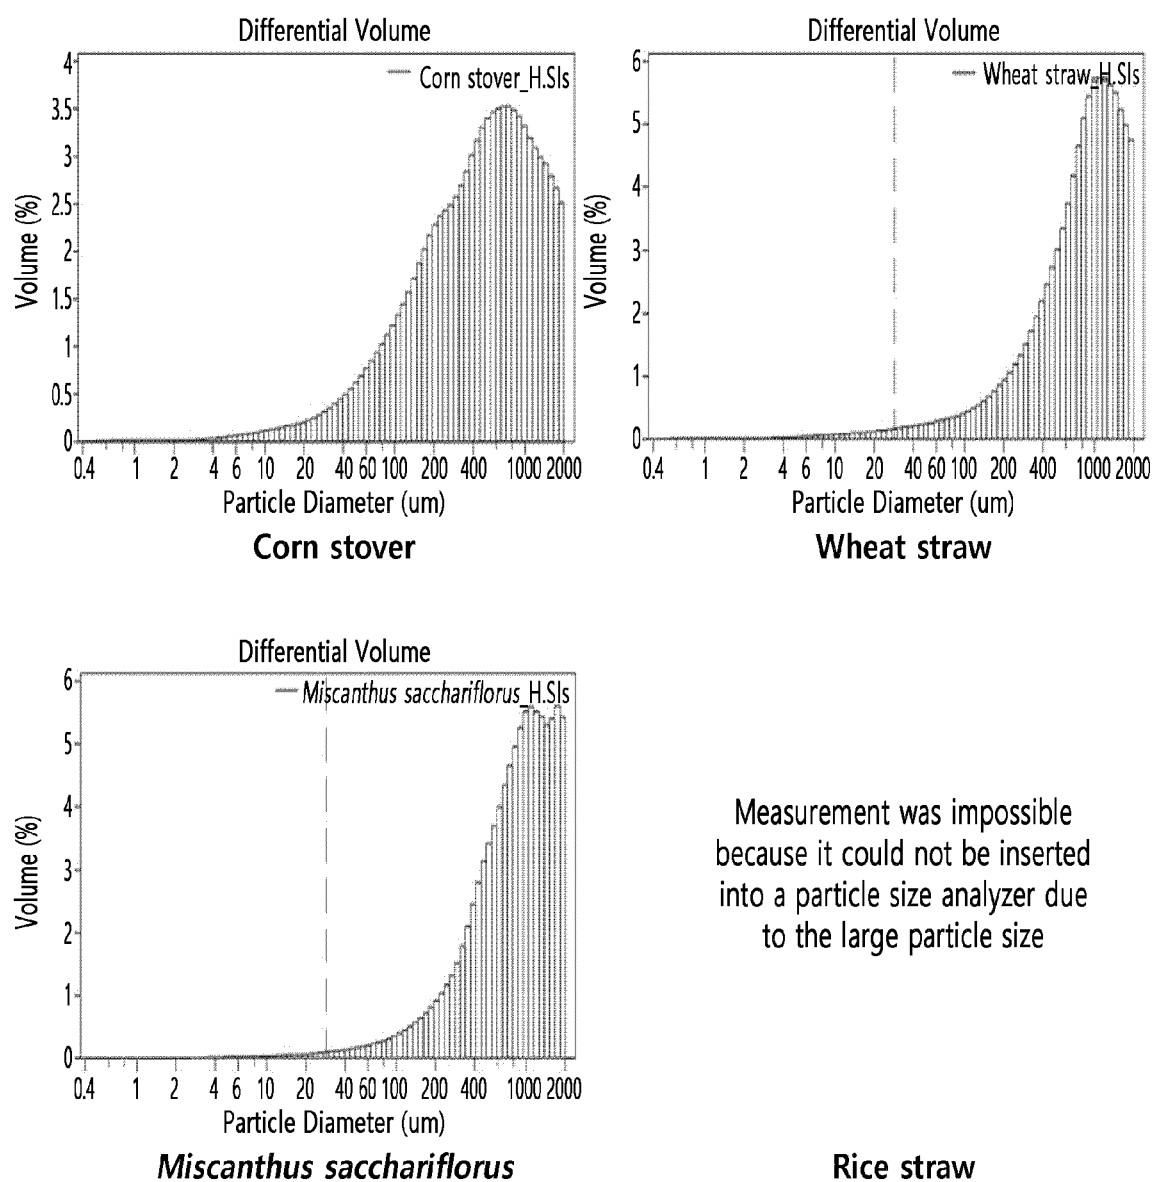 Differential Volume
Corn stover_H.SIs
Volume (%)
4
3.5
3
2.5
2
1.5
1
0.5
0
0.4 1 2 4 6 10 20 40 60 100 200 400 1000 2000
Particle Diameter (um)
Corn stover
Differential Volume
Wheat straw_H.SIs
Volume (%)
6
5
4
3
2
1
0
0.4 1 2 4 6 10 20 40 60 100 200 400 1000 2000
Particle Diameter (um)
Wheat straw
Differential Volume
Miscanthus sacchariflorus_H.SIs
Volume (%)
6
5
4
3
2
1
0
0.4 1 2 4 6 10 20 40 60 100 200 400 1000 2000
Particle Diameter (um)
Miscanthus sacchariflorus
Measurement was impossible
because it could not be inserted
into a particle size analyzer due
to the large particle size
Rice straw